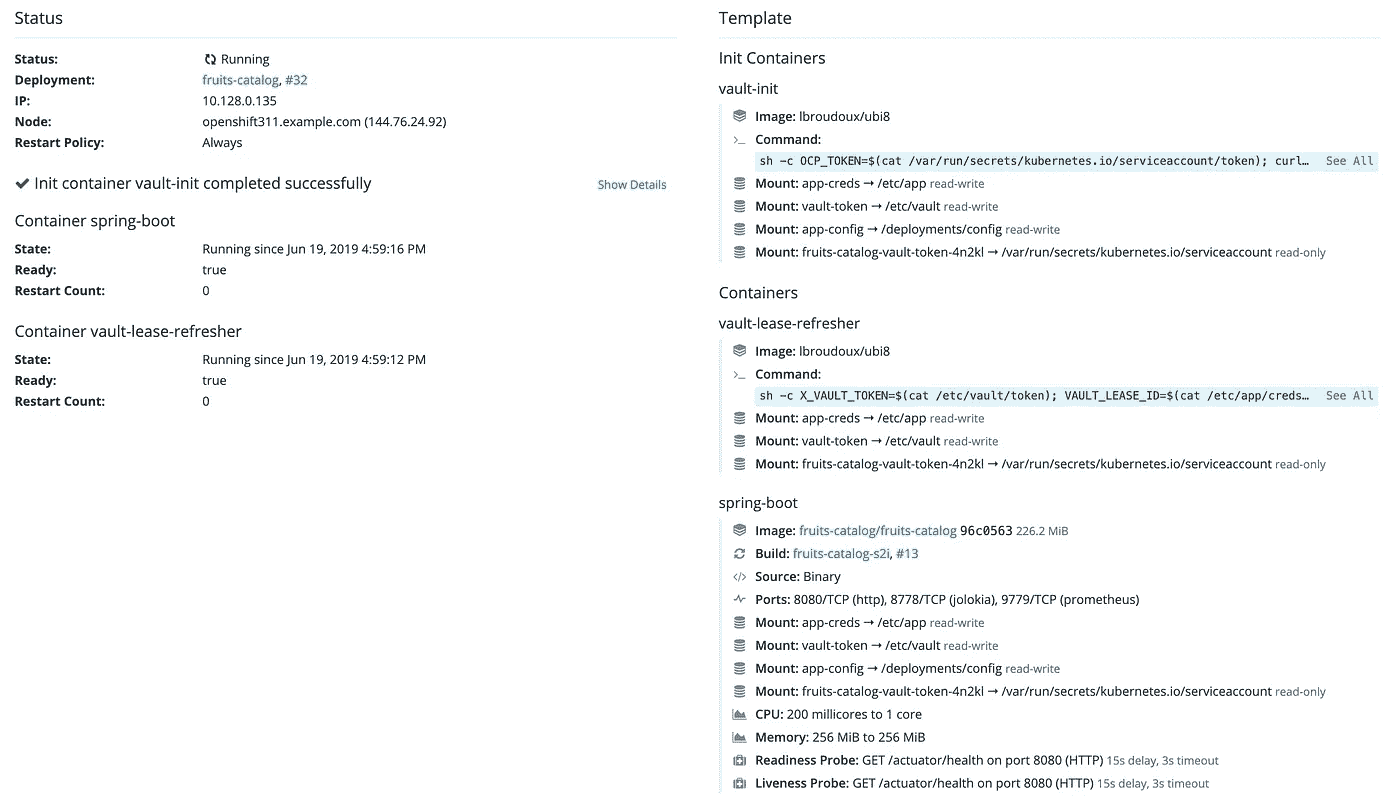 Status
Status: Running
Deployment: fruits-catalog, #32
IP: 10.128.0.135
Node: openshift311.example.com (144.76.24.92)
Restart Policy: Always
Init container vault-init completed successfully Show Details
Container spring-boot
State: Running since Jun 19, 2019 4:59:16 PM
Ready: true
Restart Count: 0
Container vault-lease-refresher
State: Running since Jun 19, 2019 4:59:12 PM
Ready: true
Restart Count: 0
Template
Init Containers
vault-init
Image: lbroudoux/ubi8
Command:
sh -c OCP_TOKEN=$(cat /var/run/secrets/kubernetes.io/serviceaccount/token); curl… See All
Mount: app-creds → /etc/app read-write
Mount: vault-token → /etc/vault read-write
Mount: app-config → /deployments/config read-write
Mount: fruits-catalog-vault-token-4n2kl → /var/run/secrets/kubernetes.io/serviceaccount read-only
Containers
vault-lease-refresher
Image: lbroudoux/ubi8
Command:
sh -c X_VAULT_TOKEN=$(cat /etc/vault/token); VAULT_LEASE_ID=$(cat /etc/app/creds… See All
Mount: app-creds → /etc/app read-write
Mount: vault-token → /etc/vault read-write
Mount: fruits-catalog-vault-token-4n2kl → /var/run/secrets/kubernetes.io/serviceaccount read-only
spring-boot
Image: fruits-catalog/fruits-catalog 96c0563 226.2 MiB
Build: fruits-catalog-s2i, #13
Source: Binary
Ports: 8080/TCP (http), 8778/TCP (jolokia), 9779/TCP (prometheus)
Mount: app-creds → /etc/app read-write
Mount: vault-token → /etc/vault read-write
Mount: app-config → /deployments/config read-write
Mount: fruits-catalog-vault-token-4n2kl → /var/run/secrets/kubernetes.io/serviceaccount read-only
CPU: 200 millicores to 1 core
Memory: 256 MiB to 256 MiB
Readiness Probe: GET /actuator/health on port 8080 (HTTP) 15s delay, 3s timeout
Liveness Probe: GET /actuator/health on port 8080 (HTTP) 15s delay, 3s timeout